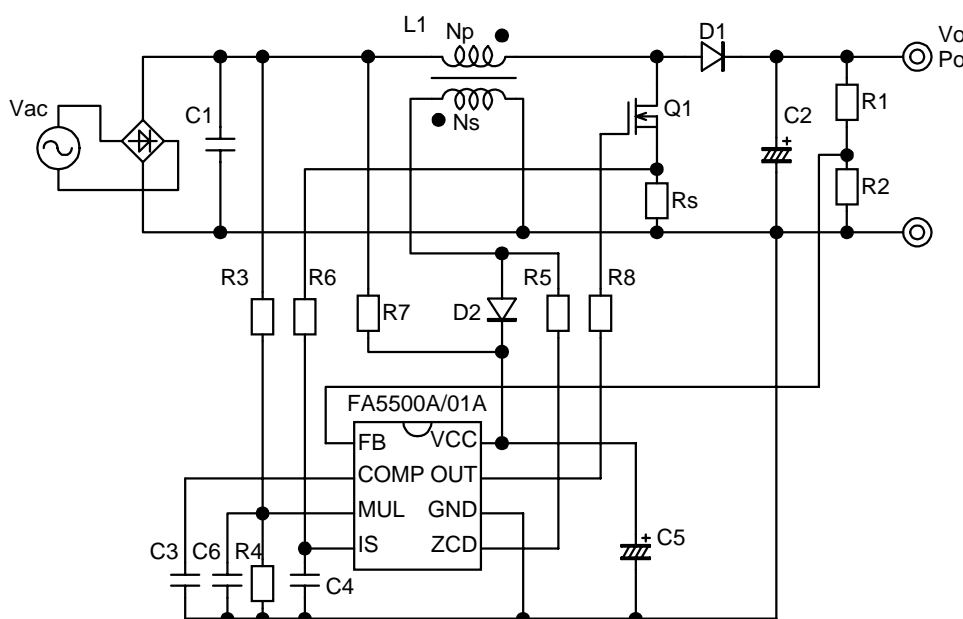 L1
Np
D1
Vo
Po
Vac
C1
Ns
Q1
C2
R1
R2
Rs
R3
R6
R7
D2
R5
R8
FA5500A/01A
FB
VCC
COMP
OUT
MUL
GND
IS
ZCD
C3
C6
R4
C4
C5
+
+